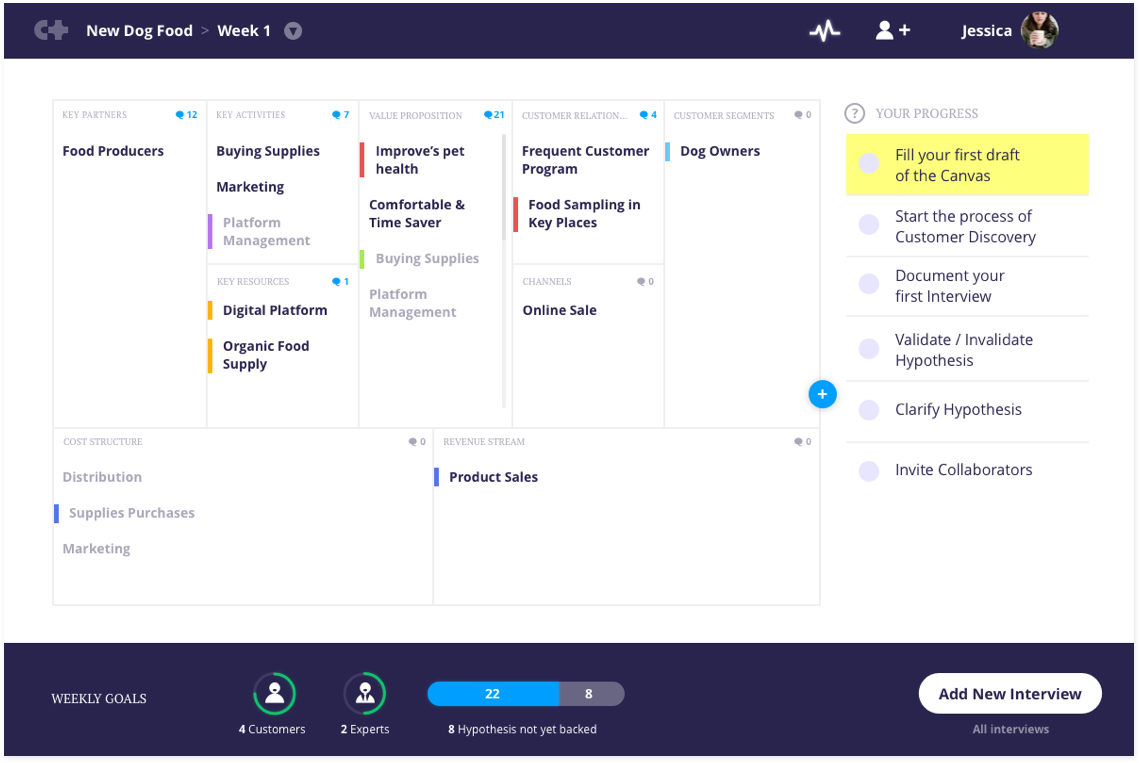 New Dog Food > Week 1
Jessica
KEY PARTNERS 12
Food Producers
KEY ACTIVITIES 7
Buying Supplies
Marketing
Platform
Management
KEY RESOURCES 1
Digital Platform
Organic Food
Supply
VALUE PROPOSITION 21
Improve’s pet
health
Comfortable &
Time Saver
Buying Supplies
Platform
Management
CUSTOMER RELATION... 4
Frequent Customer
Program
Food Sampling in
Key Places
CHANNELS 0
Online Sale
CUSTOMER SEGMENTS 0
Dog Owners
+
COST STRUCTURE 0
Distribution
Supplies Purchases
Marketing
REVENUE STREAM 0
Product Sales
? YOUR PROGRESS
Fill your first draft
of the Canvas
Start the process of
Customer Discovery
Document your
first Interview
Validate / Invalidate
Hypothesis
Clarify Hypothesis
Invite Collaborators
WEEKLY GOALS
4 Customers
2 Experts
22 8
8 Hypothesis not yet backed
Add New Interview
All interviews